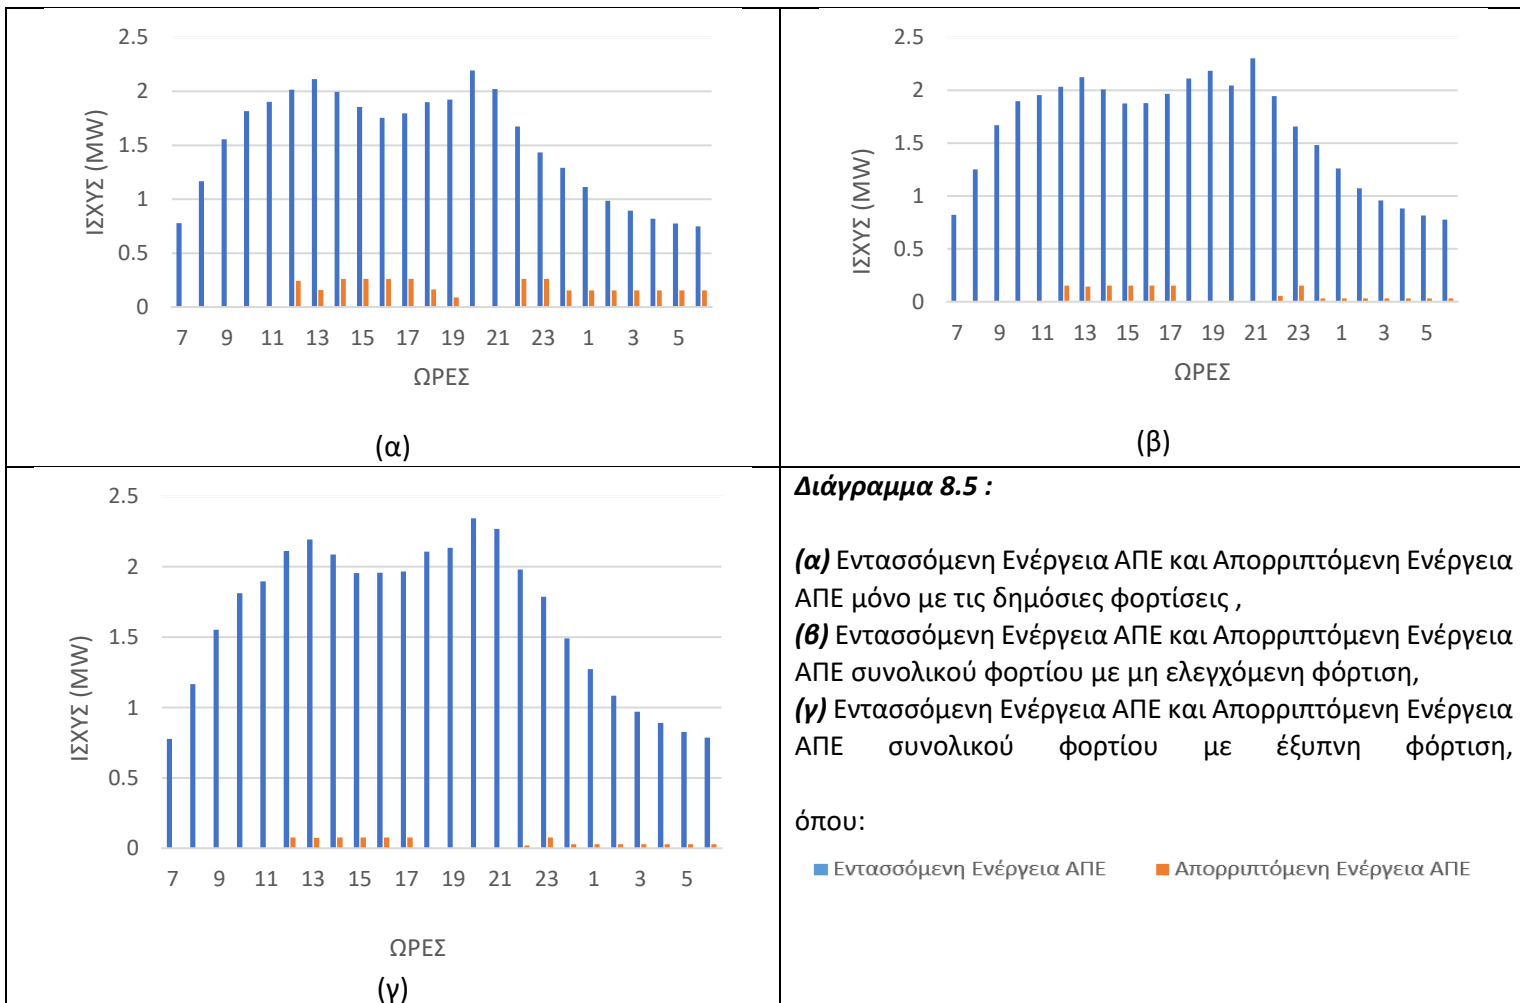 2.5
2
1.5
1
0.5
0
ΙΣΧΥΣ (MW)
7 9 11 13 15 17 19 21 23 1 3 5
ΩΡΕΣ
(α)
2.5
2
1.5
1
0.5
0
ΙΣΧΥΣ (MW)
7 9 11 13 15 17 19 21 23 1 3 5
ΩΡΕΣ
(β)
2.5
2
1.5
1
0.5
0
ΙΣΧΥΣ (MW)
7 9 11 13 15 17 19 21 23 1 3 5
ΩΡΕΣ
(γ)
Διάγραμμα 8.5 :
(α) Εντασσόμενη Ενέργεια ΑΠΕ και Απορριπτόμενη Ενέργεια
ΑΠΕ μόνο με τις δημόσιες φορτίσεις ,
(β) Εντασσόμενη Ενέργεια ΑΠΕ και Απορριπτόμενη Ενέργεια
ΑΠΕ συνολικού φορτίου με μη ελεγχόμενη φόρτιση,
(γ) Εντασσόμενη Ενέργεια ΑΠΕ και Απορριπτόμενη Ενέργεια
ΑΠΕ συνολικού φορτίου με έξυπνη φόρτιση,
όπου:
Εντασσόμενη Ενέργεια ΑΠΕ Απορριπτόμενη Ενέργεια ΑΠΕ